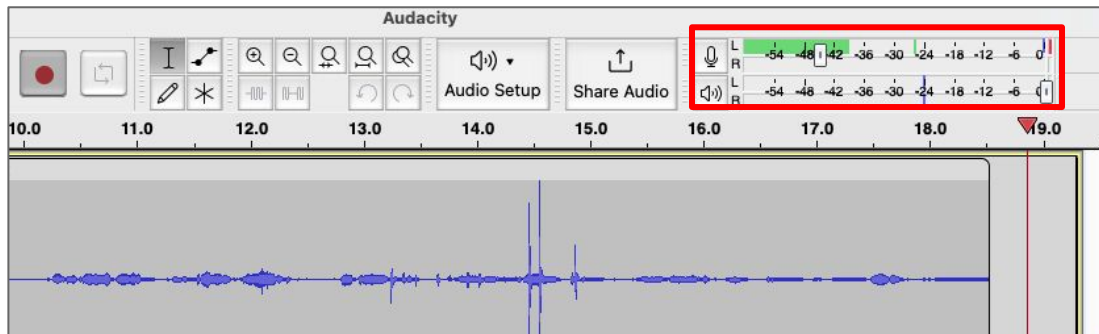 Audacity
L
R
-54 -48 -42 -36 -30 -24 -18 -12 -6 0
Audio Setup
Share Audio
L
R
-54 -48 -42 -36 -30 -24 -18 -12 -6
10.0 11.0 12.0 13.0 14.0 15.0 16.0 17.0 18.0 19.0